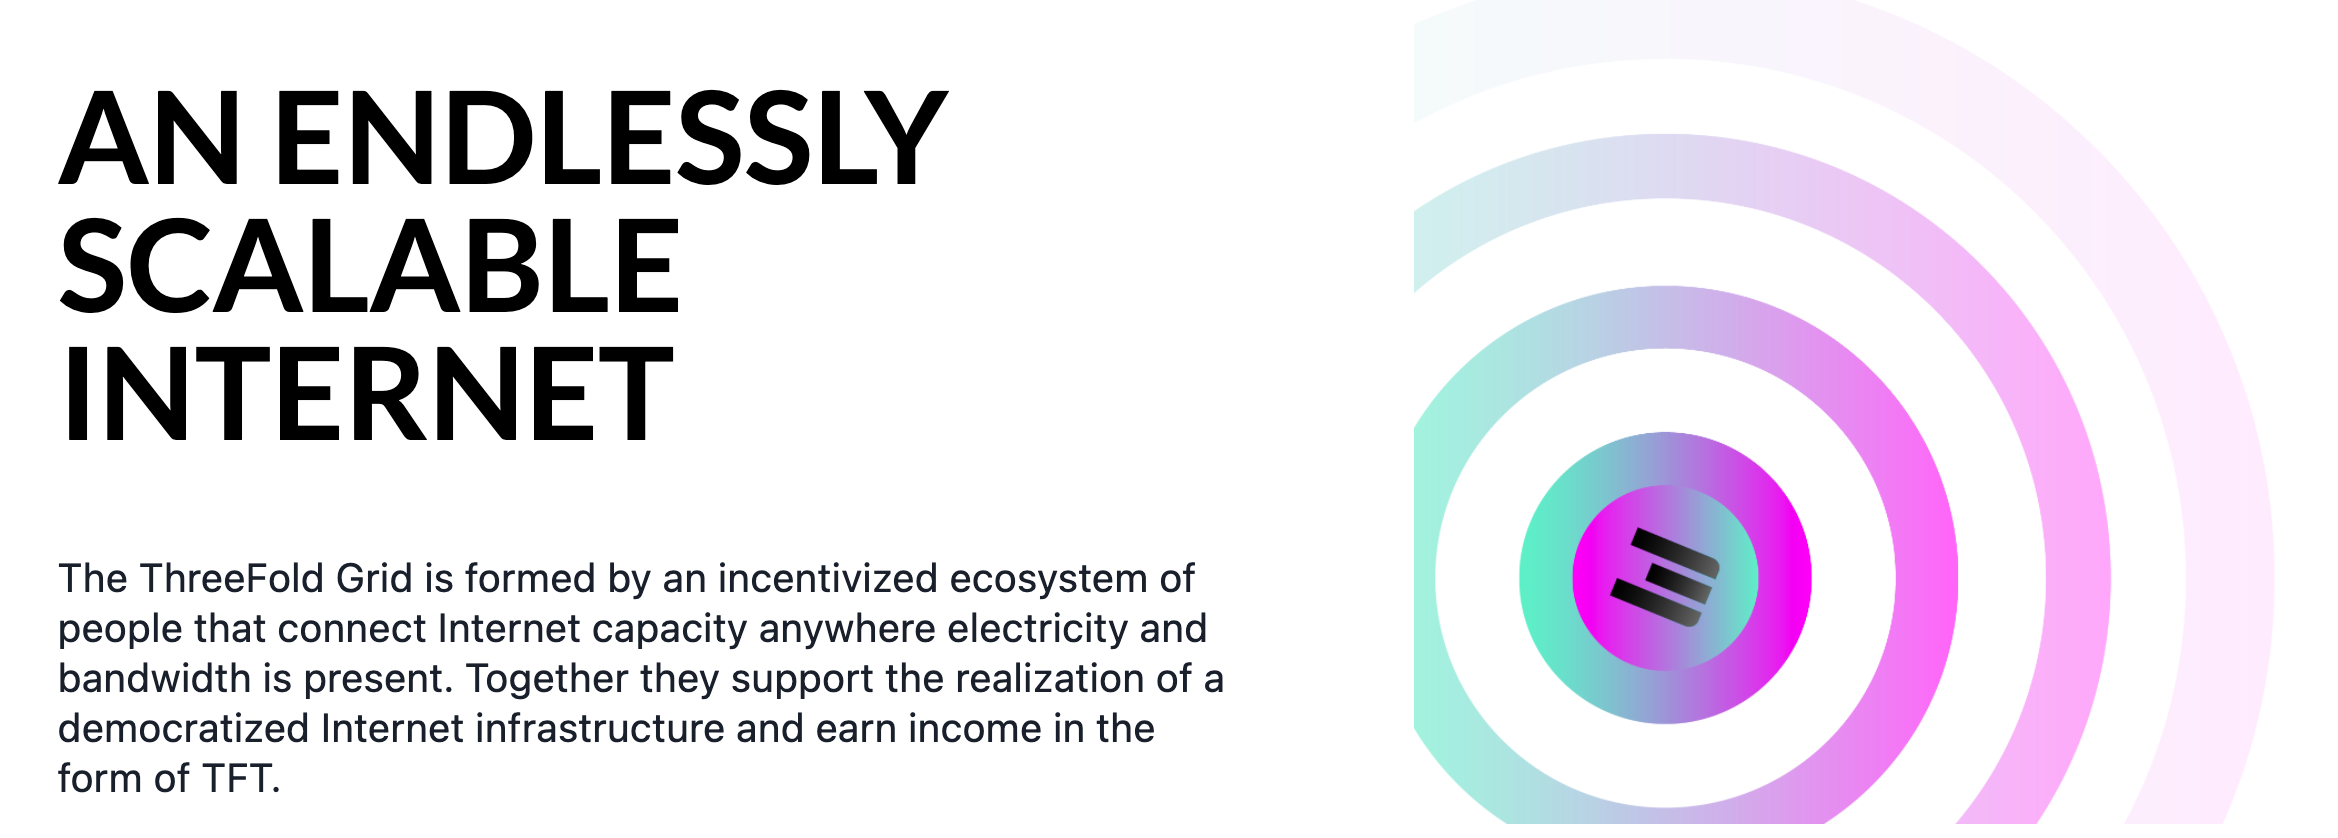 AN ENDLESSLY
SCALABLE
INTERNET
The ThreeFold Grid is formed by an incentivized ecosystem of
people that connect Internet capacity anywhere electricity and
bandwidth is present. Together they support the realization of a
democratized Internet infrastructure and earn income in the
form of TFT.